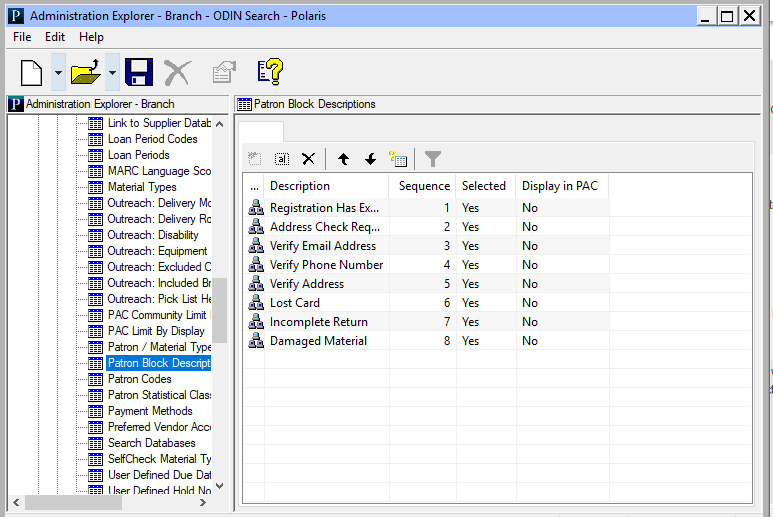 Administration Explorer - Branch - ODIN Search - Polaris
File Edit Help
Administration Explorer - Branch
Link to Supplier Datab
Loan Period Codes
Loan Periods
MARC Language Sco
Material Types
Outreach: Delivery Mo
Outreach: Delivery Ro
Outreach: Disability
Outreach: Equipment
Outreach: Excluded C
Outreach: Included Br
Outreach: Pick List He
PAC Community Limit
PAC Limit By Display
Patron / Material Type
Patron Block Descript
Patron Codes
Patron Statistical Class
Payment Methods
Preferred Vendor Acco
Search Databases
SelfCheck Material Ty
User Defined Due Dat
User Defined Hold No
Patron Block Descriptions
... Description Sequence Selected Display in PAC
Registration Has Ex... 1 Yes No
Address Check Req... 2 Yes No
Verify Email Address 3 Yes No
Verify Phone Number 4 Yes No
Verify Address 5 Yes No
Lost Card 6 Yes No
Incomplete Return 7 Yes No
Damaged Material 8 Yes No